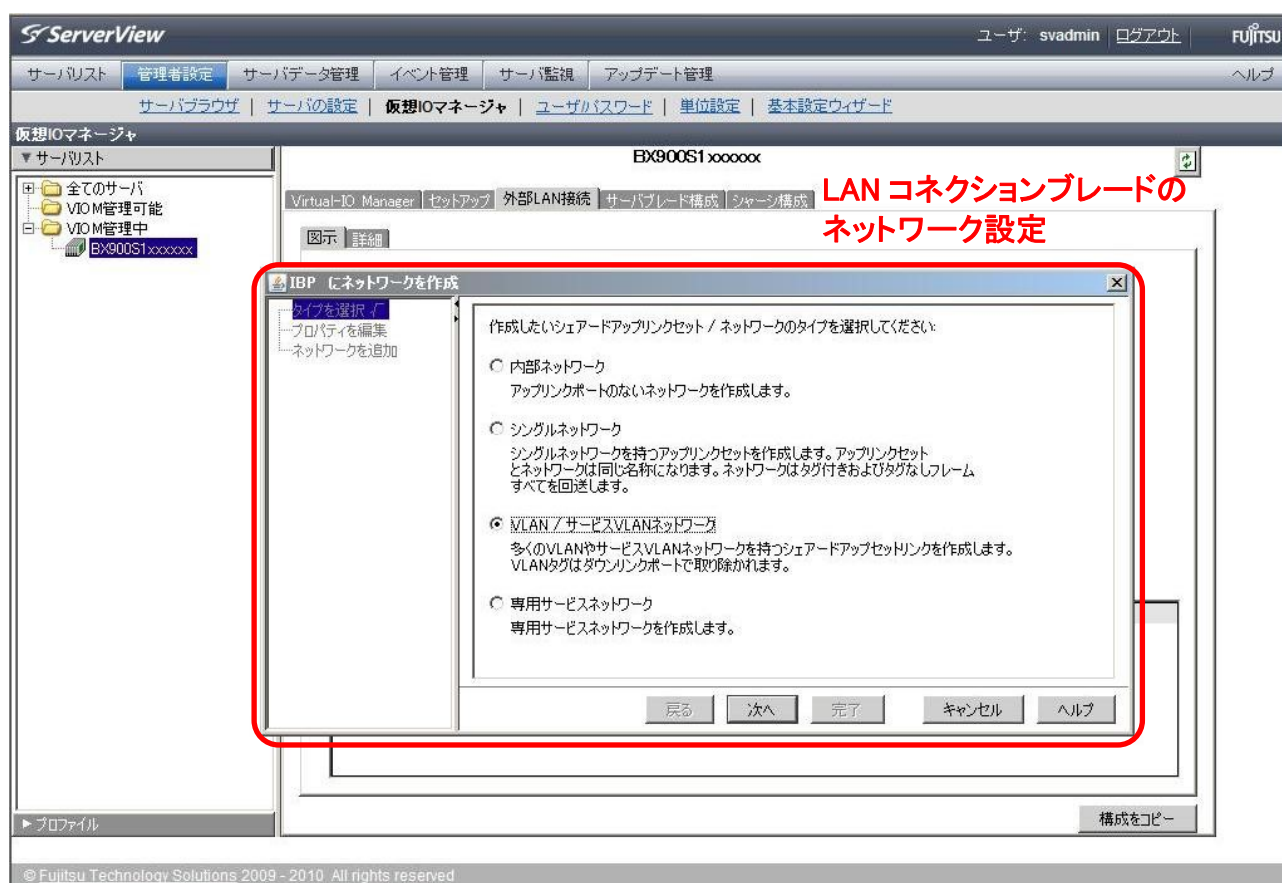 ServerView
ユーザ: svadmin | ログアウト | FUJITSU
サーバリスト 管理者設定 サーバデータ管理 イベント管理 サーバ監視 アップデート管理 ヘルプ
サーバブラウザ | サーバの設定 | 仮想IOマネージャ | ユーザ/パスワード | 単位設定 | 基本設定ウィザード
仮想IOマネージャ
▼サーバリスト
全てのサーバ
VIOM管理可能
VIOM管理中
BX900S1xxxxxx
▶プロファイル
BX900S1xxxxxx
Virtual-IO Manager セットアップ 外部LAN接続 サーバブレード構成 シャーシ構成
LANコネクションブレードの
ネットワーク設定
図示 詳細
IBP にネットワークを作成
タイプを選択 √
プロパティを編集
ネットワークを追加
作成したいシェアードアップリンクセット / ネットワークのタイプを選択してください:
内部ネットワーク
アップリンクポートのないネットワークを作成します。
シングルネットワーク
シングルネットワークを持つアップリンクセットを作成します。アップリンクセット
とネットワークは同じ名称になります。ネットワークはタグ付きおよびタグなしフレーム
すべてを回送します。
VLAN / サービスVLANネットワーク
多くのVLANやサービスVLANネットワークを持つシェアードアップセットリンクを作成します。
VLANタグはダウンリンクポートで取り除かれます。
専用サービスネットワーク
専用サービスネットワークを作成します。
戻る 次へ 完了 キャンセル ヘルプ
構成をコピー
© Fujitsu Technology Solutions 2009 - 2010 All rights reserved